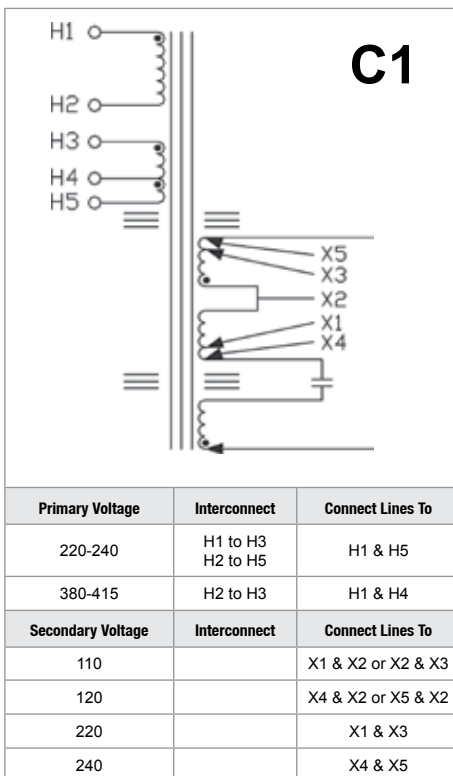 C1
H1
H2
H3
H4
H5
X5
X3
X2
X1
X4
Primary Voltage Interconnect Connect Lines To
220-240 H1 to H3 H1 & H5
H2 to H5
380-415 H2 to H3 H1 & H4
Secondary Voltage Interconnect Connect Lines To
110 X1 & X2 or X2 & X3
120 X4 & X2 or X5 & X2
220 X1 & X3
240 X4 & X5